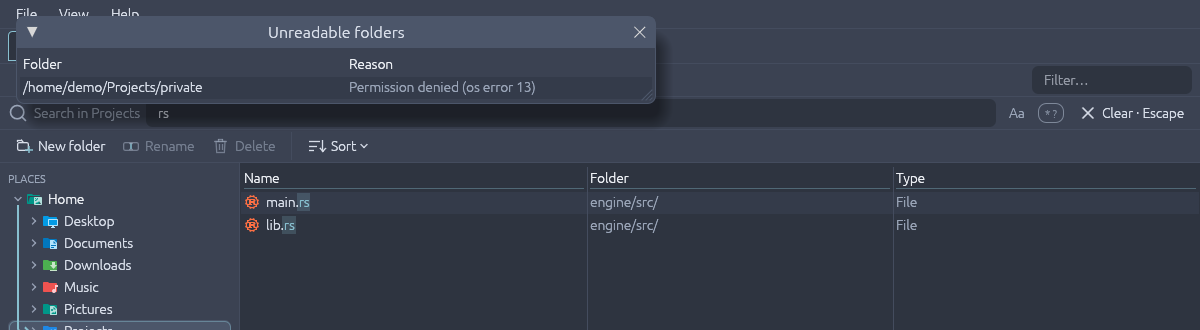 File View Help
Unreadable folders
Folder Reason
/home/demo/Projects/private Permission denied (os error 13)
Filter…
Search in Projects rs Aa * ? Clear · Escape
New folder Rename Delete Sort
PLACES
Name Folder Type
Home
main.rs engine/src/ File
Desktop
lib.rs engine/src/ File
Documents
Downloads
Music
Pictures
Projects